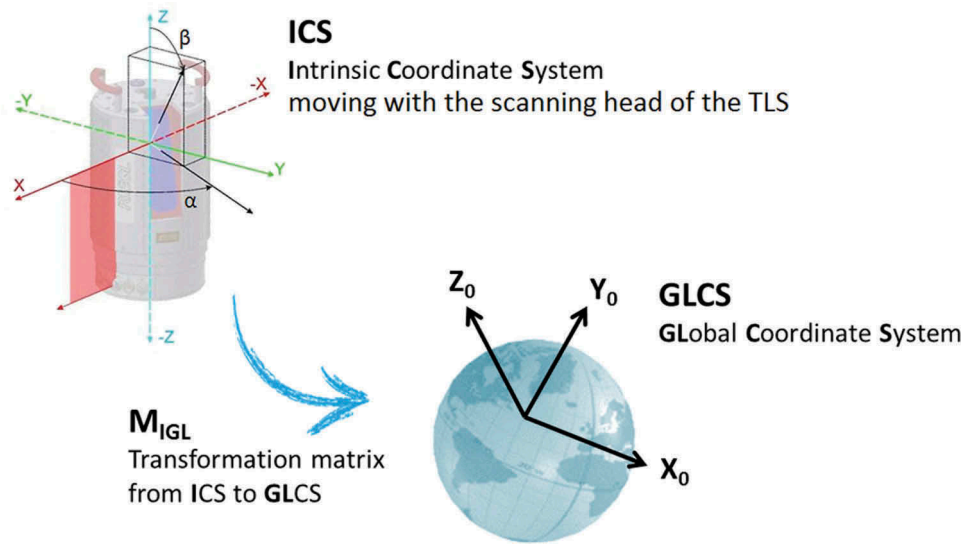 Z
β
ICS
Intrinsic Coordinate System
moving with the scanning head of the TLS
-X
-Y
Y
X
α
-Z
Z₀
Y₀
GLCS
GLobal Coordinate System
X₀
M_IGL
Transformation matrix
from ICS to GLCS